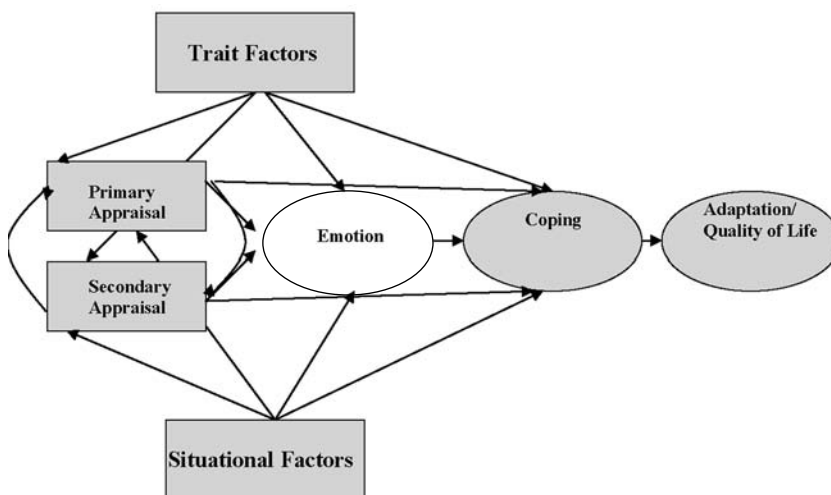 Trait Factors
Primary
Appraisal
Emotion
Coping
Adaptation/
Quality of Life
Secondary
Appraisal
Situational Factors